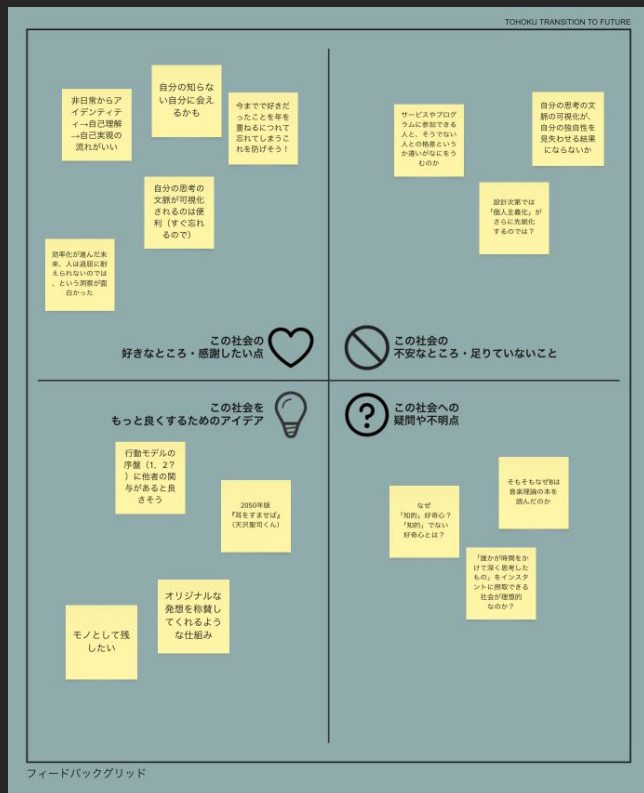 TOHOKU TRANSITION TO FUTURE
非日常からア
イデンティテ
ィ→自己理解
→自己実現の
流れがいい
自分の知らな
い自分に会え
るかも
今までで好きだ
ったことを年を
重ねるにつれて
忘れてしまうこ
れを防げそう！
自分の思考の
文脈が可視化
されるのは便
利（すぐ忘れ
るので）
効率化が進んだ未
来、人は退屈に耐
えられないのでは
、という洞察が面
白かった
この社会の
好きなところ・感謝したい点
サービスやプログ
ラムに参加できる
人と、そうでない
人との格差という
か違いがなにをう
むのか
自分の思考の文
脈の可視化が、
自分の独自性を
見失わせる結果
にならないか
設計次第では
「個人主義化」が
さらに先鋭化
するのでは？
この社会の
不安なところ・足りていないこと
この社会を
もっと良くするためのアイデア
行動モデルの
序盤（1、2？
）に他者の関
与があると良
さそう
2050年版
『耳をすませば』
（天沢聖司くん）
オリジナルな
発想を称賛し
てくれるよう
な仕組み
モノとして残
したい
この社会への
疑問や不明点
なぜ
「知的」好奇心？
「知的」でない
好奇心とは？
そもそもなぜBは
音楽理論の本を
読んだのか
「誰かが時間をか
けて深く思考した
もの」をインスタ
ントに摂取できる
社会が理想的
なのか？
フィードバックグリッド